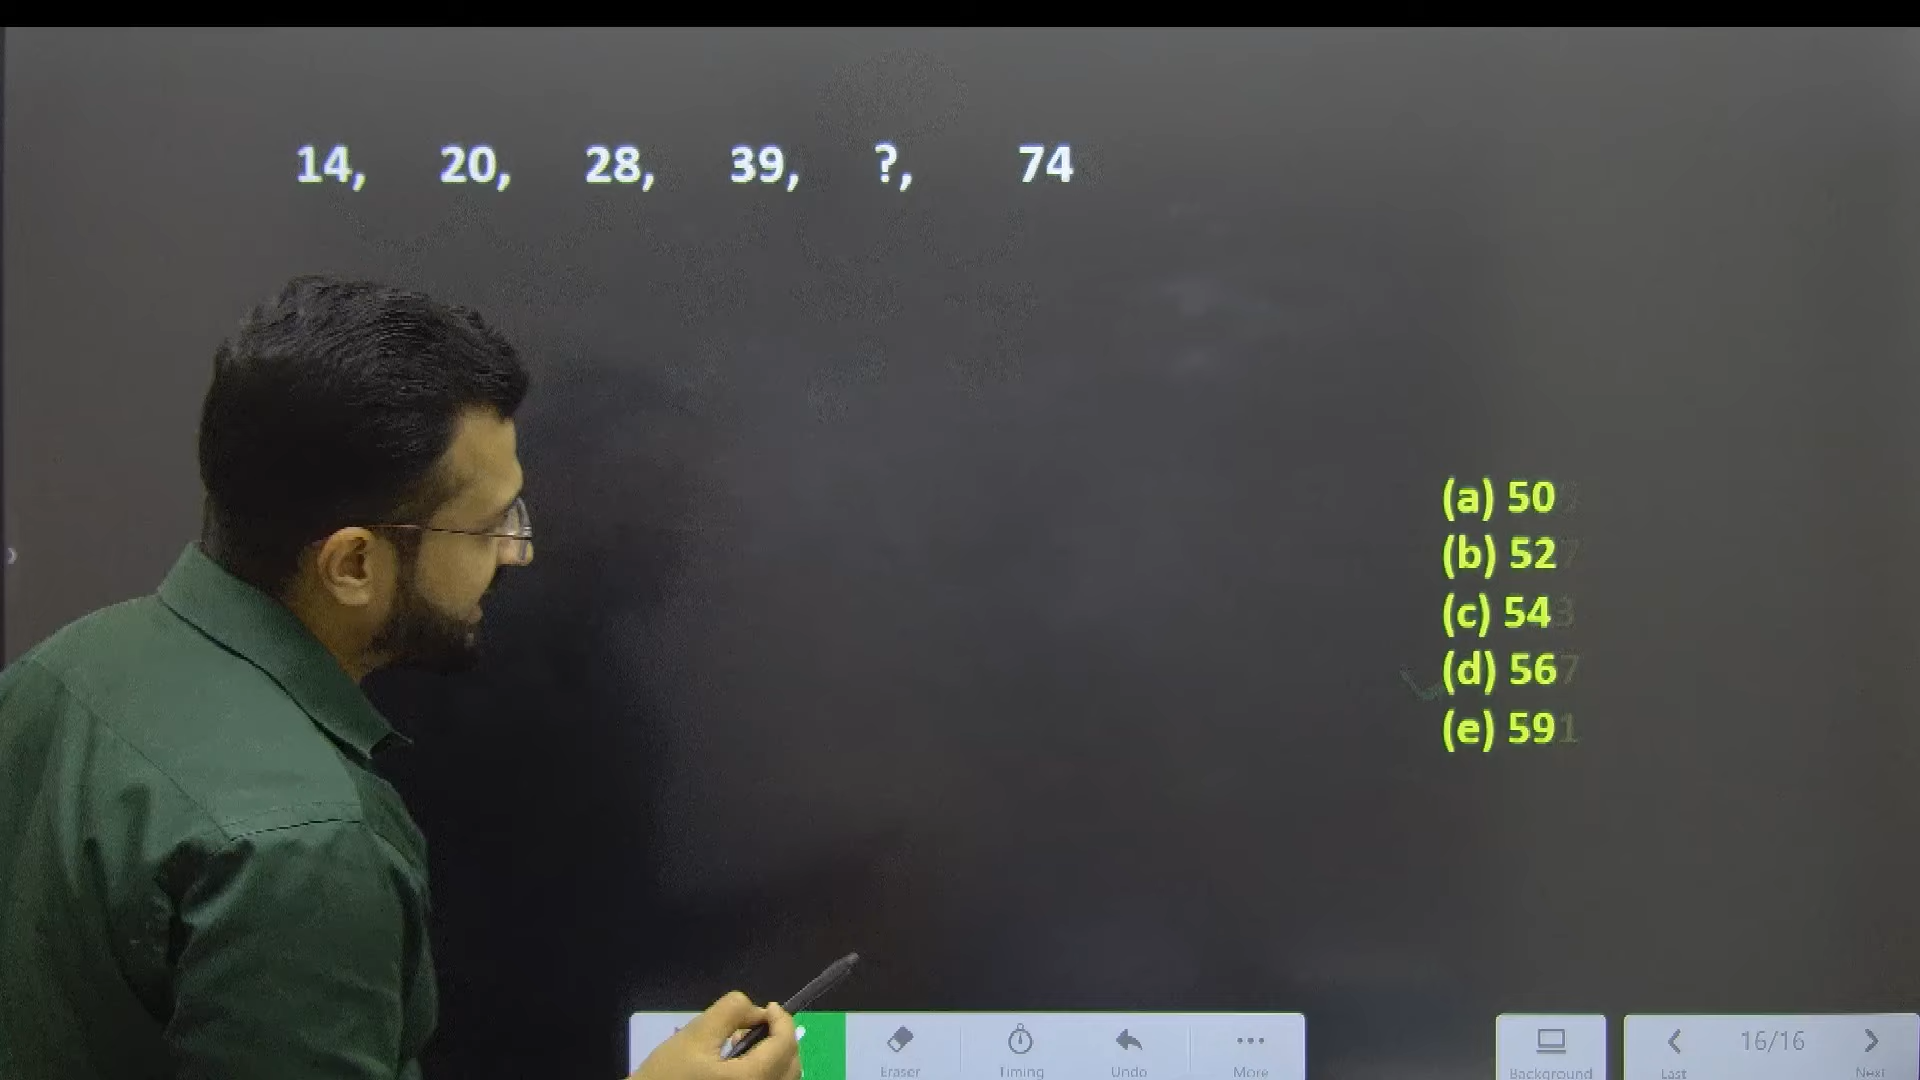 14, 20, 28, 39, ?, 74
(a) 50
(b) 52
(c) 54
(d) 56
(e) 59
Eraser Timing Undo More Background Last 16/16 Next